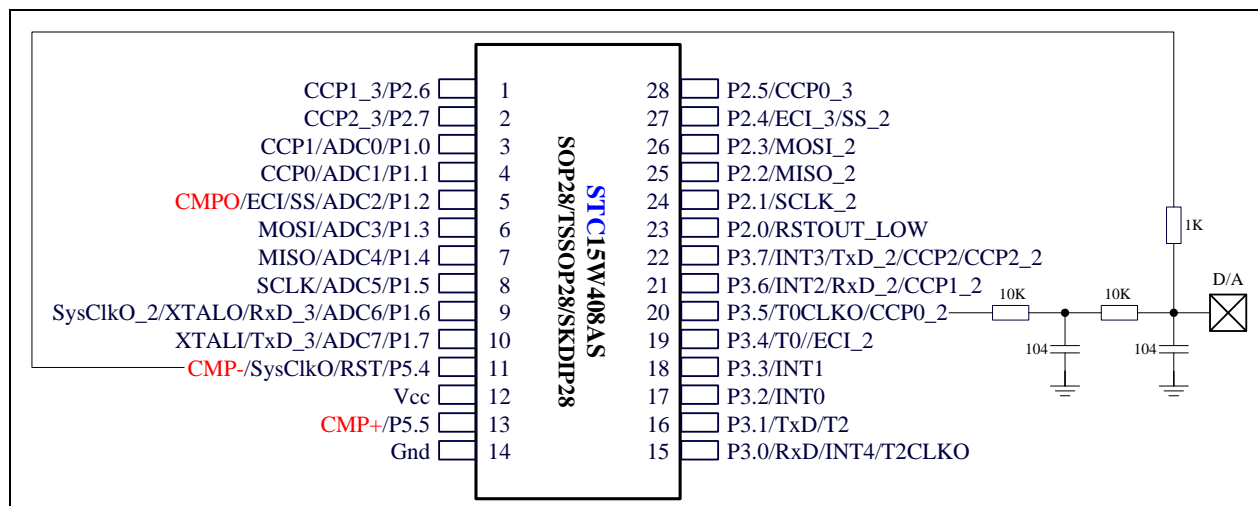 CCP1_3/P2.6 1 28 P2.5/CCP0_3
CCP2_3/P2.7 2 27 P2.4/ECI_3/SS_2
CCP1/ADC0/P1.0 3 26 P2.3/MOSI_2
CCP0/ADC1/P1.1 4 25 P2.2/MISO_2
CMPO/ECI/SS/ADC2/P1.2 5 24 P2.1/SCLK_2
MOSI/ADC3/P1.3 6 23 P2.0/RSTOUT_LOW
MISO/ADC4/P1.4 7 22 P3.7/INT3/TxD_2/CCP2/CCP2_2
SCLK/ADC5/P1.5 8 21 P3.6/INT2/RxD_2/CCP1_2
SysClkO_2/XTALO/RxD_3/ADC6/P1.6 9 20 P3.5/T0CLKO/CCP0_2
XTALI/TxD_3/ADC7/P1.7 10 19 P3.4/T0//ECI_2
CMP-/SysClkO/RST/P5.4 11 18 P3.3/INT1
Vcc 12 17 P3.2/INT0
CMP+/P5.5 13 16 P3.1/TxD/T2
Gnd 14 15 P3.0/RxD/INT4/T2CLKO
STC15W408AS
SOP28/TSSOP28/SKDIP28
1K
D/A
10K
10K
104
104